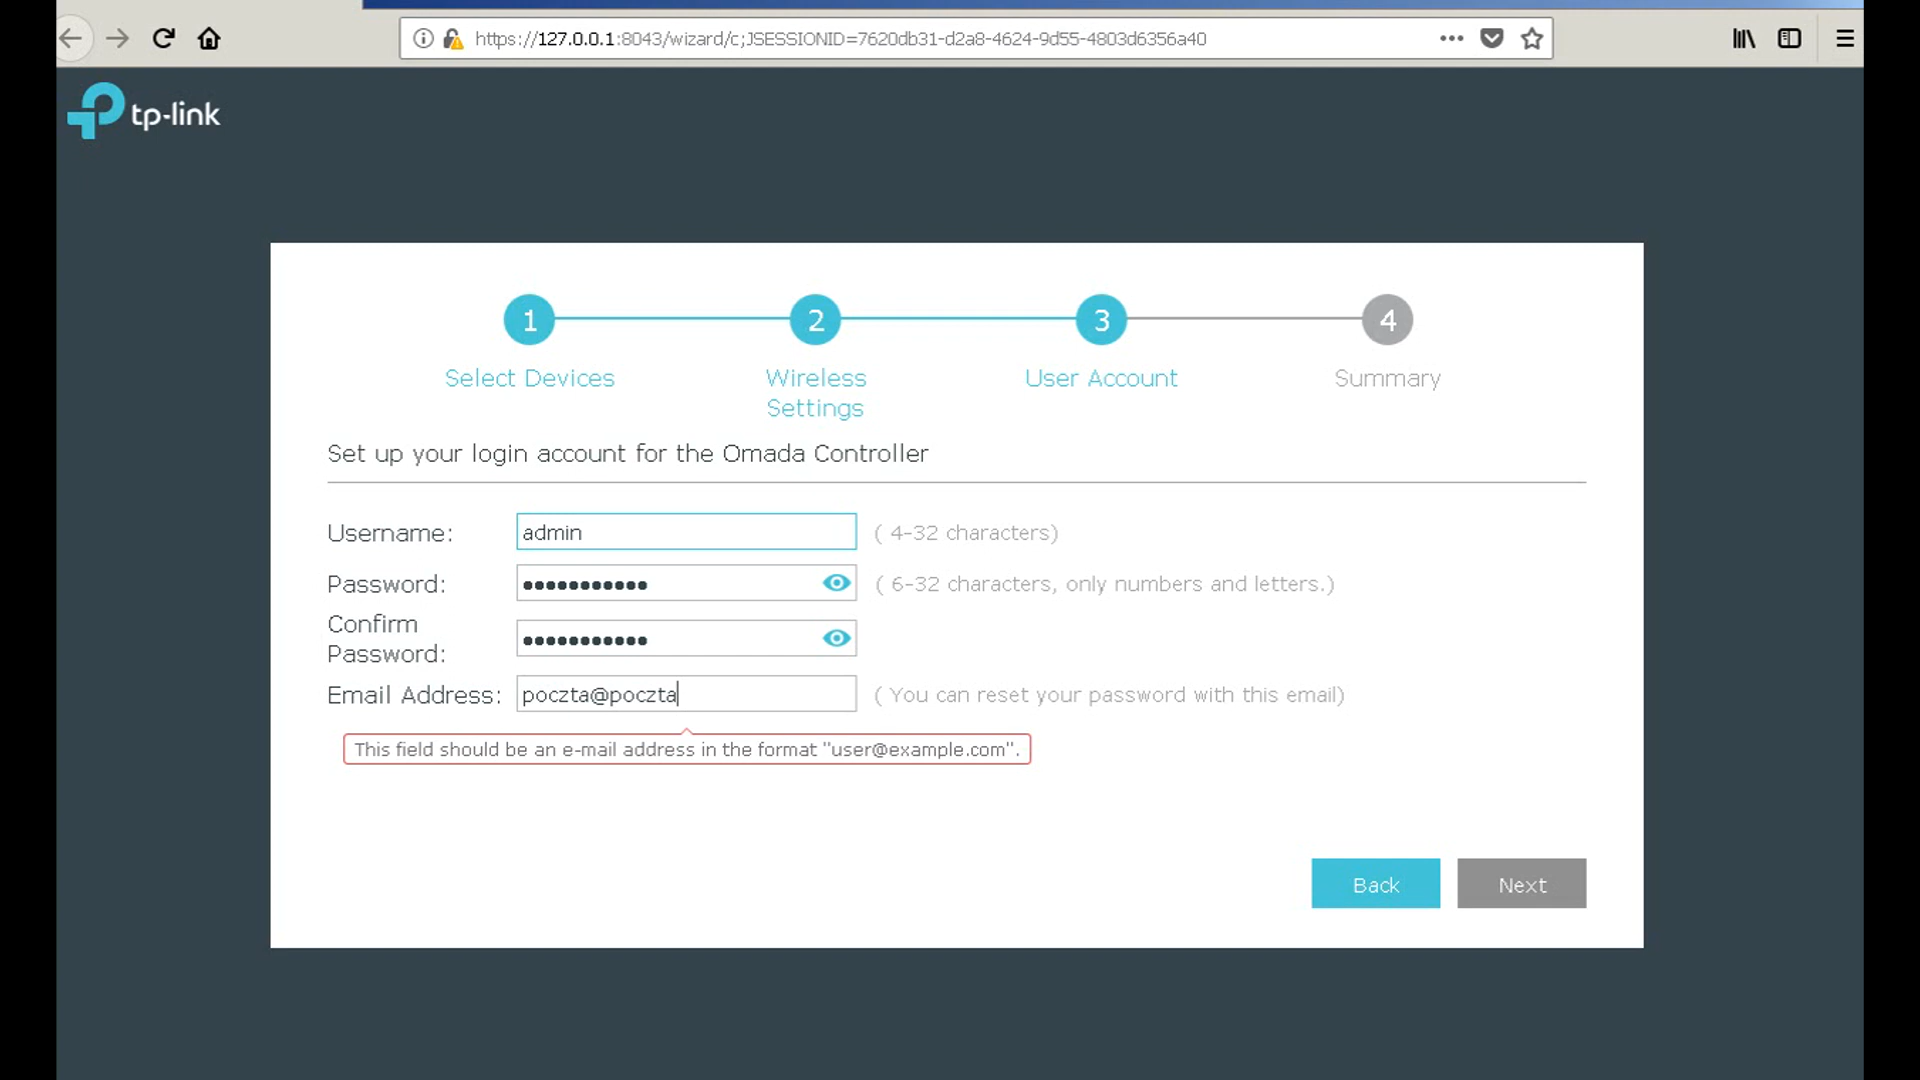 https://127.0.0.1:8043/wizard/c;JSESSIONID=7620db31-d2a8-4624-9d55-4803d6356a40
tp-link
1
2
3
4
Select Devices
Wireless
Settings
User Account
Summary
Set up your login account for the Omada Controller
Username: admin ( 4-32 characters)
Password: ••••••••••• ( 6-32 characters, only numbers and letters.)
Confirm
Password: •••••••••••
Email Address: poczta@poczta ( You can reset your password with this email)
This field should be an e-mail address in the format "user@example.com".
Back
Next